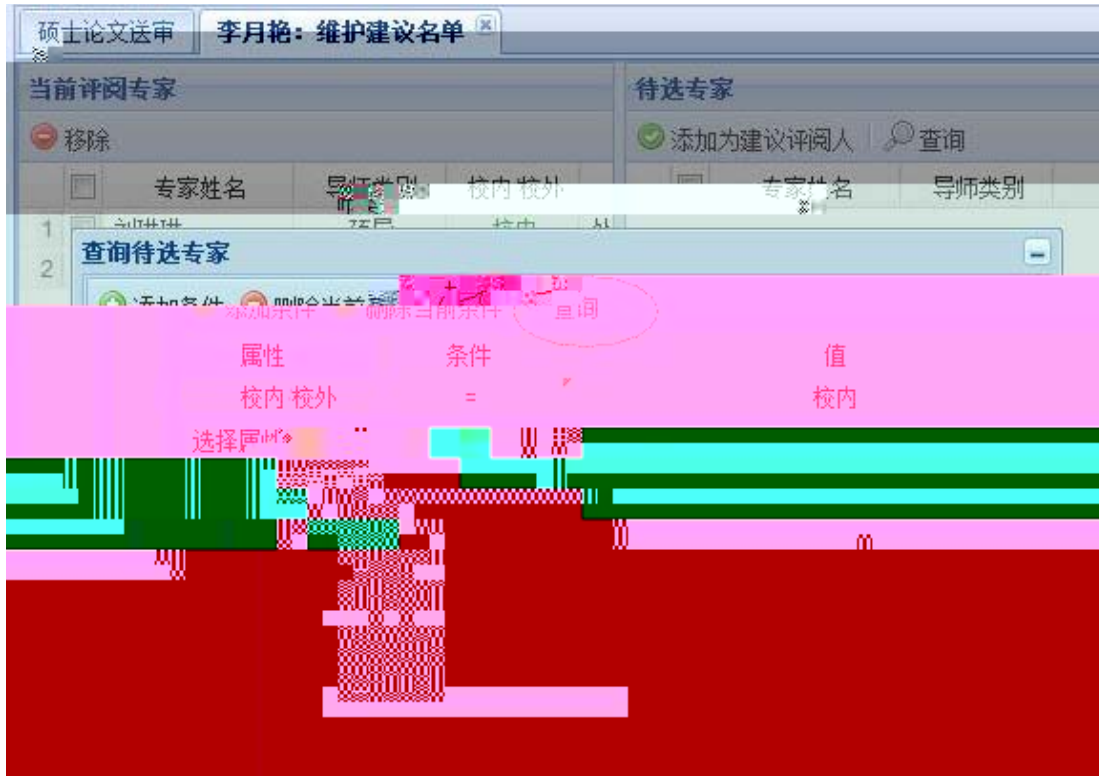 硕士论文送审 李月艳：维护建议名单
当前评阅专家 待选专家
移除 添加为建议评阅人 查询
专家姓名 导师类别 校内 校外 专家姓名 导师类别
1
2 查询待选专家
添加条件 删除当前条件 查询
属性 条件 值
校内 校外 = 校内
选择属性